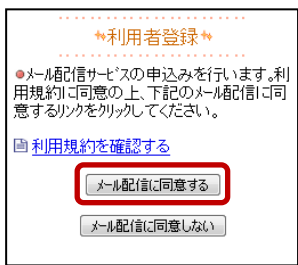 利用者登録
●ﾒｰﾙ配信ｻｰﾋﾞｽの申込みを行います｡利
用規約に同意の上､下記のﾒｰﾙ配信に同
意するﾘﾝｸをｸﾘｯｸしてください｡
利用規約を確認する
ﾒｰﾙ配信に同意する
ﾒｰﾙ配信に同意しない